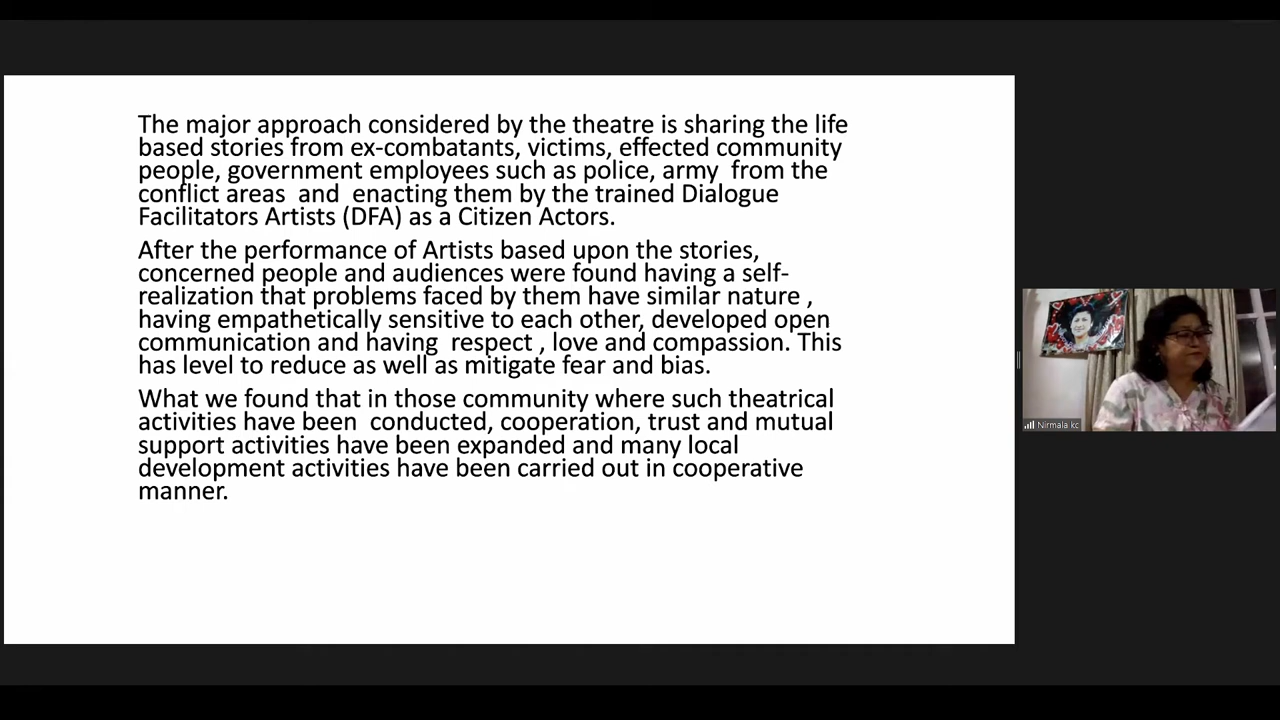 The major approach considered by the theatre is sharing the life
based stories from ex-combatants, victims, effected community
people, government employees such as police, army  from the
conflict areas  and  enacting them by the trained Dialogue
Facilitators Artists (DFA) as a Citizen Actors.
After the performance of Artists based upon the stories,
concerned people and audiences were found having a self-
realization that problems faced by them have similar nature ,
having empathetically sensitive to each other, developed open
communication and having  respect , love and compassion. This
has level to reduce as well as mitigate fear and bias.
What we found that in those community where such theatrical
activities have been  conducted, cooperation, trust and mutual
support activities have been expanded and many local
development activities have been carried out in cooperative
manner.
Nirmala kc